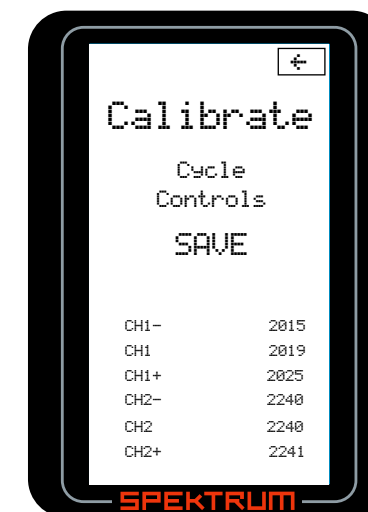 ←
Calibrate
Cycle
Controls
SAVE
CH1- 2015
CH1 2019
CH1+ 2025
CH2- 2240
CH2 2240
CH2+ 2241
SPEKTRUM